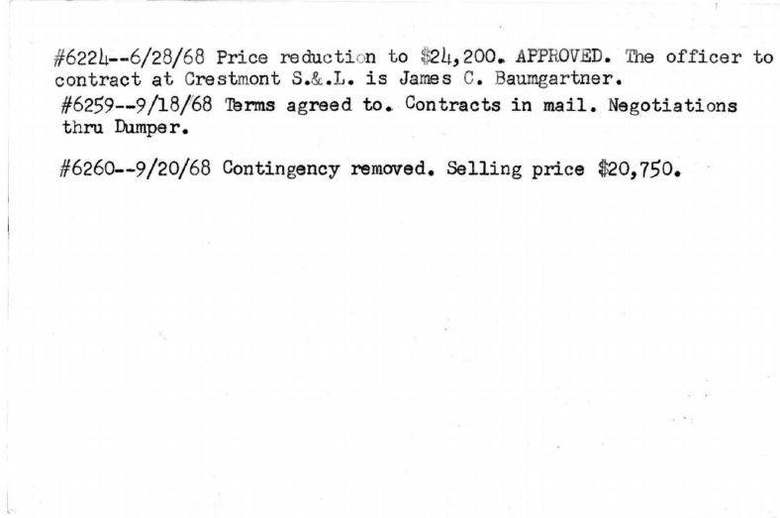 #6224--6/28/68 Price reduction to $24,200. APPROVED. The officer to
contract at Crestmont S.&.L. is James C. Baumgartner.
#6259--9/18/68 Terms agreed to. Contracts in mail. Negotiations
thru Dumper.
#6260--9/20/68 Contingency removed. Selling price $20,750.